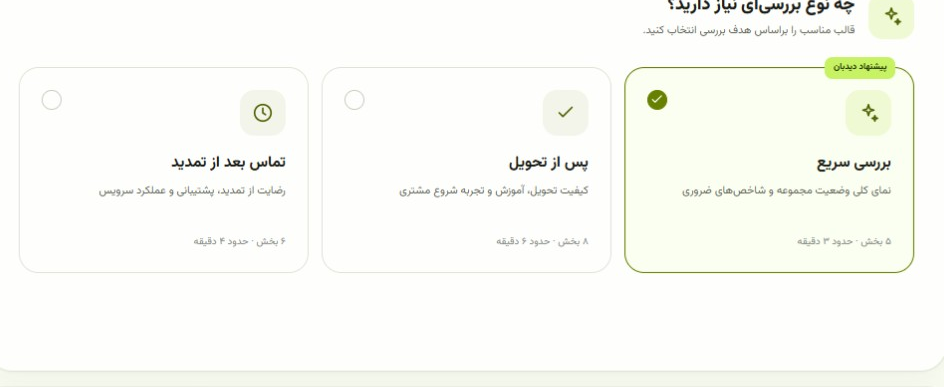 چه نوع بررسی‌ای نیاز دارید؟
قالب مناسب را براساس هدف بررسی انتخاب کنید.
پیشنهاد دیدبان
بررسی سریع
نمای کلی وضعیت مجموعه و شاخص‌های ضروری
۵ بخش · حدود ۳ دقیقه
پس از تحویل
کیفیت تحویل، آموزش و تجربه شروع مشتری
۸ بخش · حدود ۶ دقیقه
تماس بعد از تمدید
رضایت از تمدید، پشتیبانی و عملکرد سرویس
۶ بخش · حدود ۴ دقیقه